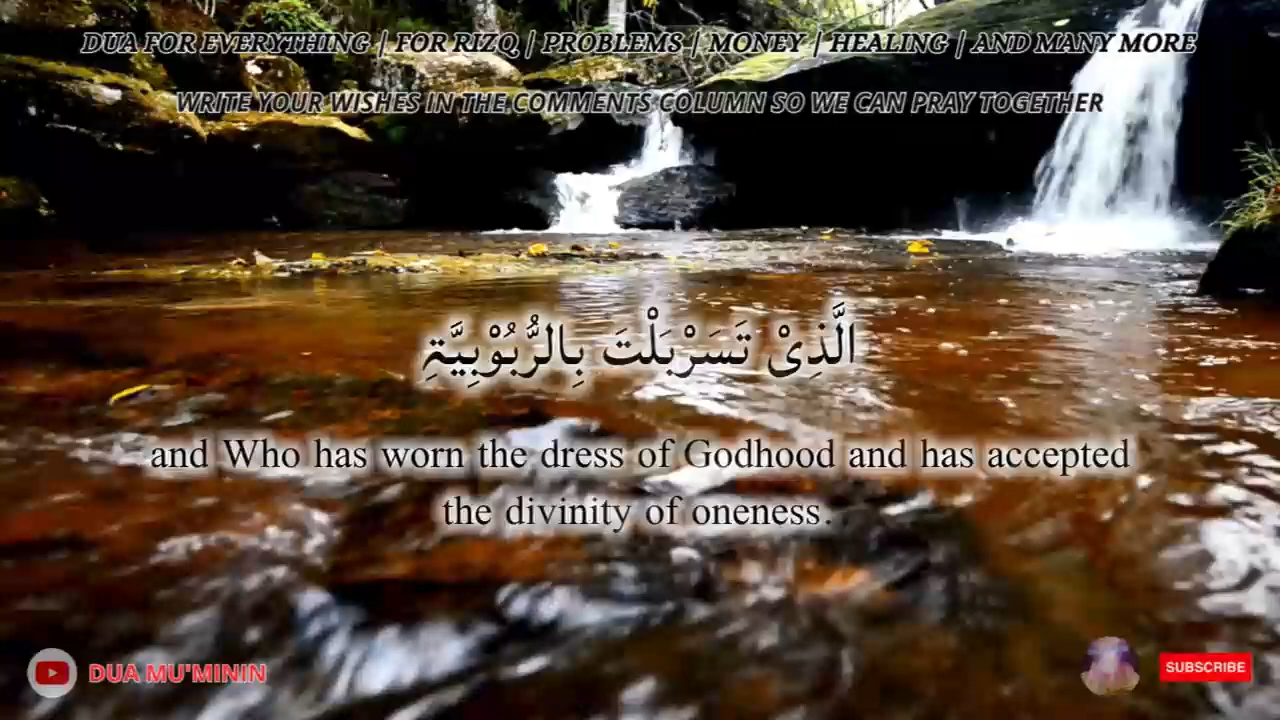 DUA FOR EVERYTHING | FOR RIZQ | PROBLEMS | MONEY | HEALING | AND MANY MORE
WRITE YOUR WISHES IN THE COMMENTS COLUMN SO WE CAN PRAY TOGETHER
الَّذِىْ تَسَرْبَلْتَ بِالرُّبُوْبِيَّةِ
and Who has worn the dress of Godhood and has accepted
the divinity of oneness.
DUA MU'MININ
SUBSCRIBE